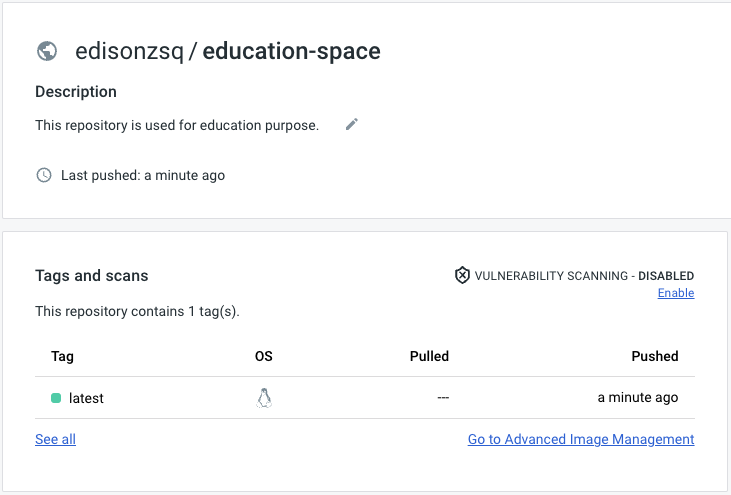 edisonzsq / education-space
Description
This repository is used for education purpose.
Last pushed: a minute ago
Tags and scans
VULNERABILITY SCANNING - DISABLED
Enable
This repository contains 1 tag(s).
Tag OS Pulled Pushed
latest --- a minute ago
See all Go to Advanced Image Management